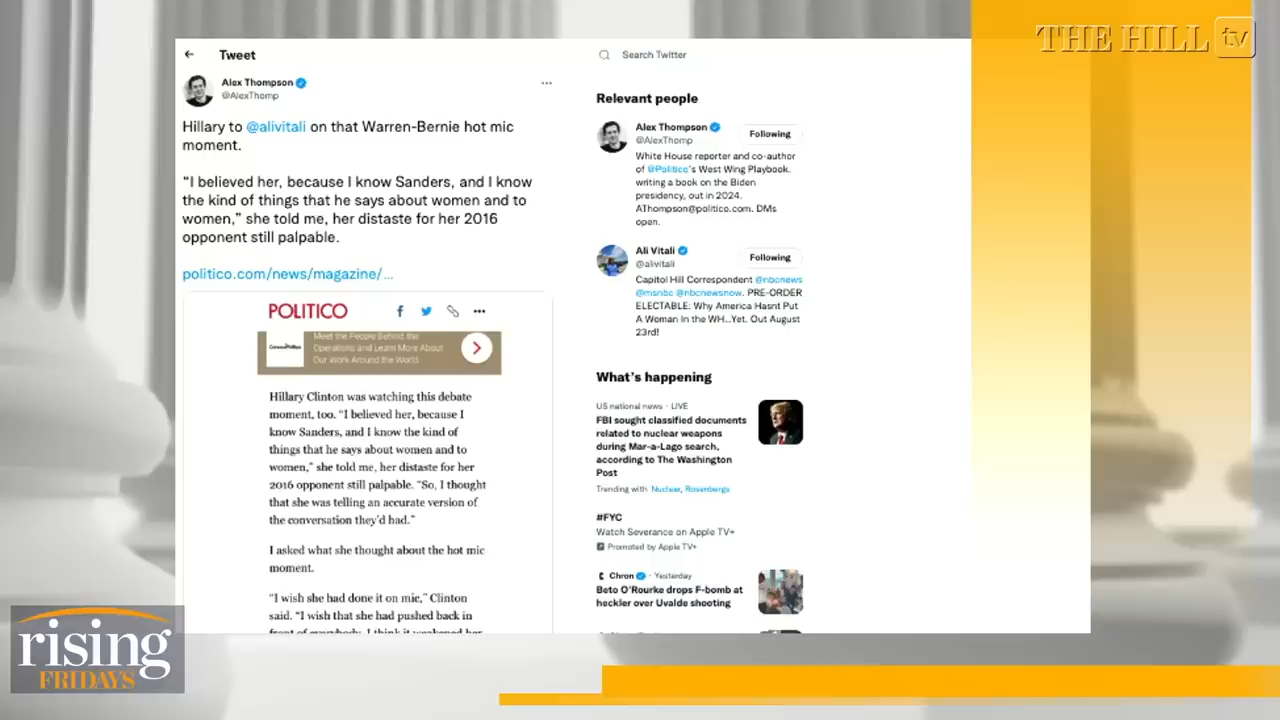 THE HILL tv
Tweet
Alex Thompson
@AlexThomp
Hillary to @alivitali on that Warren-Bernie hot mic
moment.
“I believed her, because I know Sanders, and I know
the kind of things that he says about women and to
women,” she told me, her distaste for her 2016
opponent still palpable.
politico.com/news/magazine/...
POLITICO
Meet the People Behind the
Operations and Learn More About
Our Work Around the World.
Hillary Clinton was watching this debate
moment, too. “I believed her, because I
know Sanders, and I know the kind of
things that he says about women and to
women,” she told me, her distaste for her
2016 opponent still palpable. “So, I thought
that she was telling an accurate version of
the conversation they’d had.”
I asked what she thought about the hot mic
moment.
“I wish she had done it on mic,” Clinton
said. “I wish that she had pushed back in
front of everybody. I think it weakened her
Search Twitter
Relevant people
Alex Thompson
Following
@AlexThomp
White House reporter and co-author
of @Politico's West Wing Playbook.
writing a book on the Biden
presidency, out in 2024.
AThompson@politico.com. DMs
open.
Ali Vitali
Following
@alivitali
Capitol Hill Correspondent @nbcnews
@msnbc @nbcnewsnow. PRE-ORDER
ELECTABLE: Why America Hasnt Put
A Woman In the WH...Yet. Out August
23rd!
What’s happening
US national news · LIVE
FBI sought classified documents
related to nuclear weapons
during Mar-a-Lago search,
according to The Washington
Post
Trending with Nuclear, Rosenbergs
#FYC
Watch Severance on Apple TV+
Promoted by Apple TV+
Chron · Yesterday
Beto O'Rourke drops F-bomb at
heckler over Uvalde shooting
rising
FRIDAYS